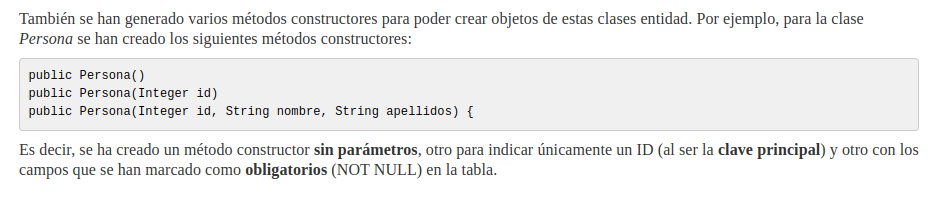 También se han generado varios métodos constructores para poder crear objetos de estas clases entidad. Por ejemplo, para la clase
Persona se han creado los siguientes métodos constructores:
public Persona()
public Persona(Integer id)
public Persona(Integer id, String nombre, String apellidos) {
Es decir, se ha creado un método constructor sin parámetros, otro para indicar únicamente un ID (al ser la clave principal) y otro con los
campos que se han marcado como obligatorios (NOT NULL) en la tabla.